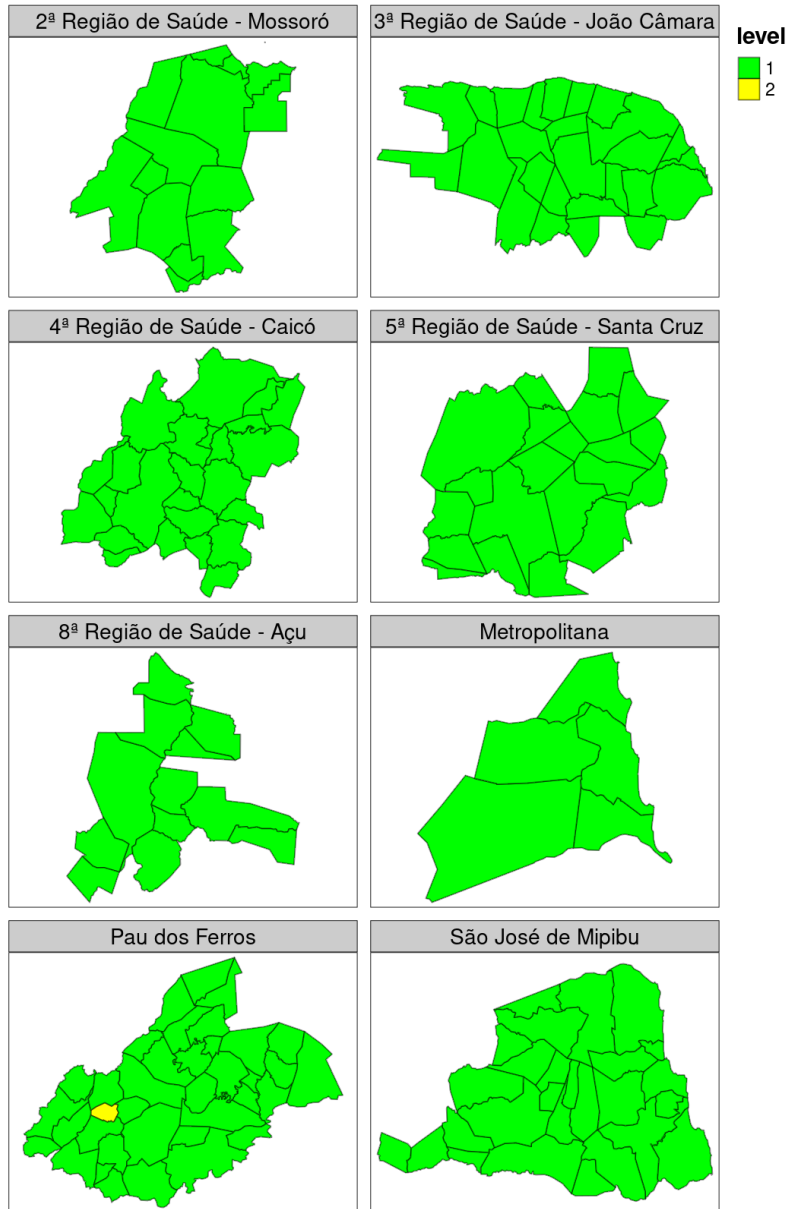 2ª Região de Saúde - Mossoró
3ª Região de Saúde - João Câmara
level
1
2
4ª Região de Saúde - Caicó
5ª Região de Saúde - Santa Cruz
8ª Região de Saúde - Açu
Metropolitana
Pau dos Ferros
São José de Mipibu